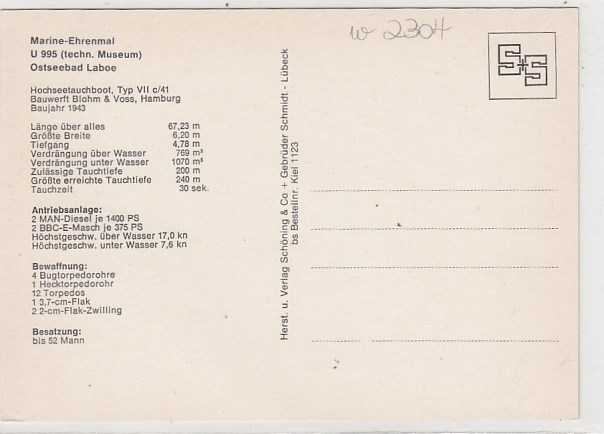 Marine-Ehrenmal
U 995 (techn. Museum)
Ostseebad Laboe
Hochseetauchboot, Typ VII c/41
Bauwerft Blohm & Voss, Hamburg
Baujahr 1943
Länge über alles 67,23 m
Größte Breite 6,20 m
Tiefgang 4,78 m
Verdrängung über Wasser 769 m³
Verdrängung unter Wasser 1070 m³
Zulässige Tauchtiefe 200 m
Größte erreichte Tauchtiefe 240 m
Tauchzeit 30 sek.
Antriebsanlage:
2 MAN-Diesel je 1400 PS
2 BBC-E-Masch je 375 PS
Höchstgeschw. über Wasser 17,0 kn
Höchstgeschw. unter Wasser 7,6 kn
Bewaffnung:
4 Bugtorpedorohre
1 Hecktorpedorohr
12 Torpedos
1 3,7-cm-Flak
2 2-cm-Flak-Zwilling
Besatzung:
bis 52 Mann
Herst. u. Verlag Schöning & Co + Gebrüder Schmidt - Lübeck
bs Bestellnr. Kiel 1123
w 2304
S+S